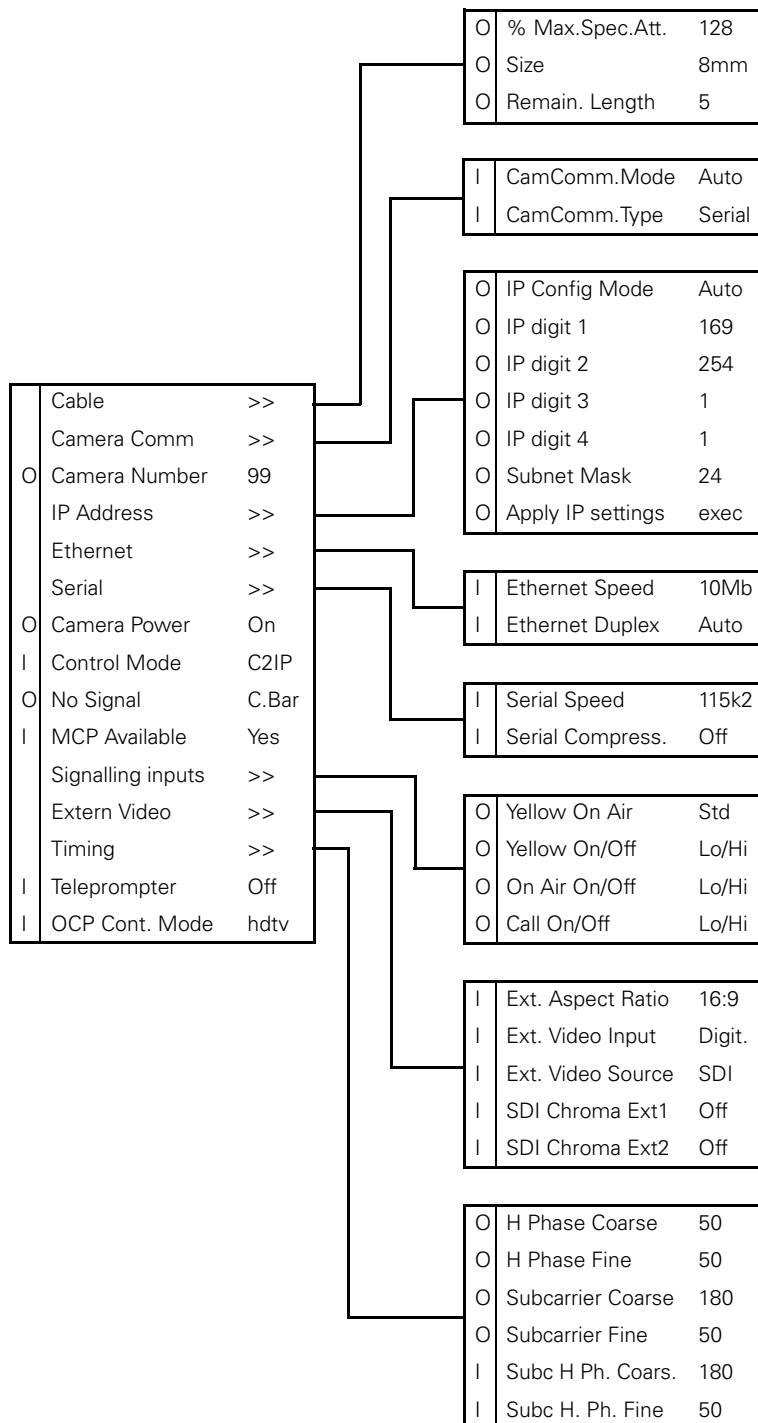 O % Max.Spec.Att. 128
O Size 8mm
O Remain. Length 5
I CamComm.Mode Auto
I CamComm.Type Serial
O IP Config Mode Auto
O IP digit 1 169
O IP digit 2 254
O IP digit 3 1
O IP digit 4 1
O Subnet Mask 24
O Apply IP settings exec
Cable >>
Camera Comm >>
O Camera Number 99
IP Address >>
Ethernet >>
Serial >>
O Camera Power On
I Control Mode C2IP
O No Signal C.Bar
I MCP Available Yes
Signalling inputs >>
Extern Video >>
Timing >>
I Teleprompter Off
I OCP Cont. Mode hdtv
I Ethernet Speed 10Mb
I Ethernet Duplex Auto
I Serial Speed 115k2
I Serial Compress. Off
O Yellow On Air Std
O Yellow On/Off Lo/Hi
O On Air On/Off Lo/Hi
O Call On/Off Lo/Hi
I Ext. Aspect Ratio 16:9
I Ext. Video Input Digit.
I Ext. Video Source SDI
I SDI Chroma Ext1 Off
I SDI Chroma Ext2 Off
O H Phase Coarse 50
O H Phase Fine 50
O Subcarrier Coarse 180
O Subcarrier Fine 50
I Subc H Ph. Coars. 180
I Subc H. Ph. Fine 50